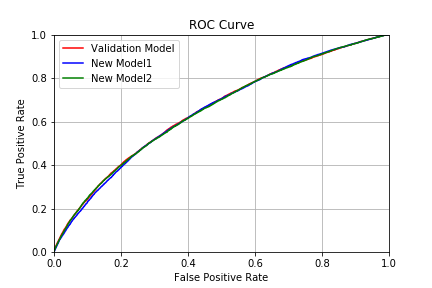 ROC Curve
1.0
0.8
0.6
0.4
0.2
0.0
True Positive Rate
Validation Model
New Model1
New Model2
0.0 0.2 0.4 0.6 0.8 1.0
False Positive Rate